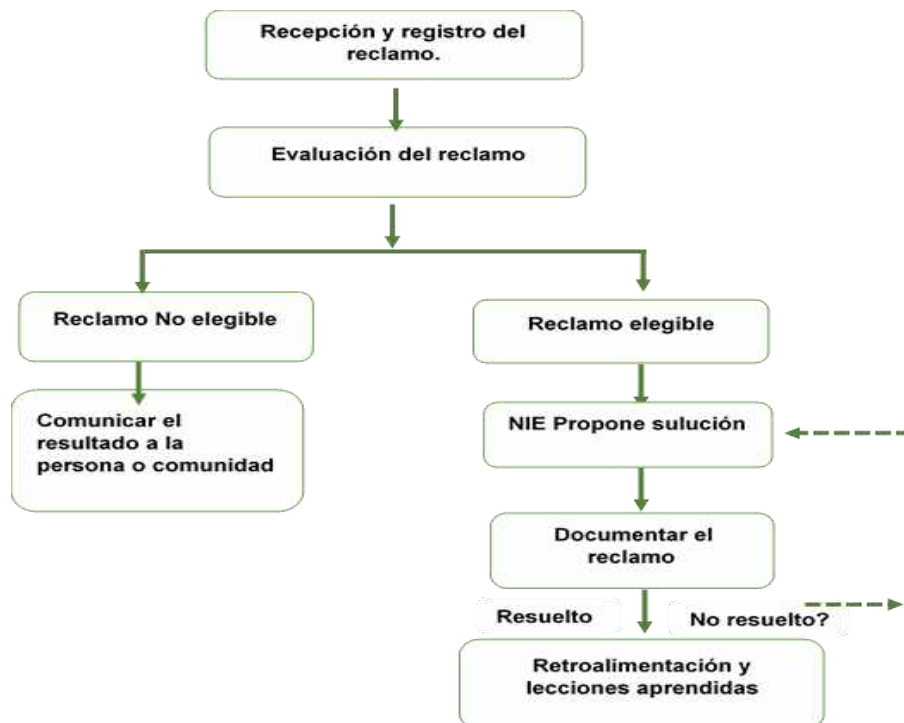 Recepción y registro del
reclamo.
Evaluación del reclamo
Reclamo No elegible
Reclamo elegible
Comunicar el
resultado a la
persona o comunidad
NIE Propone sulución
Documentar el
reclamo
Resuelto
No resuelto?
Retroalimentación y
lecciones aprendidas